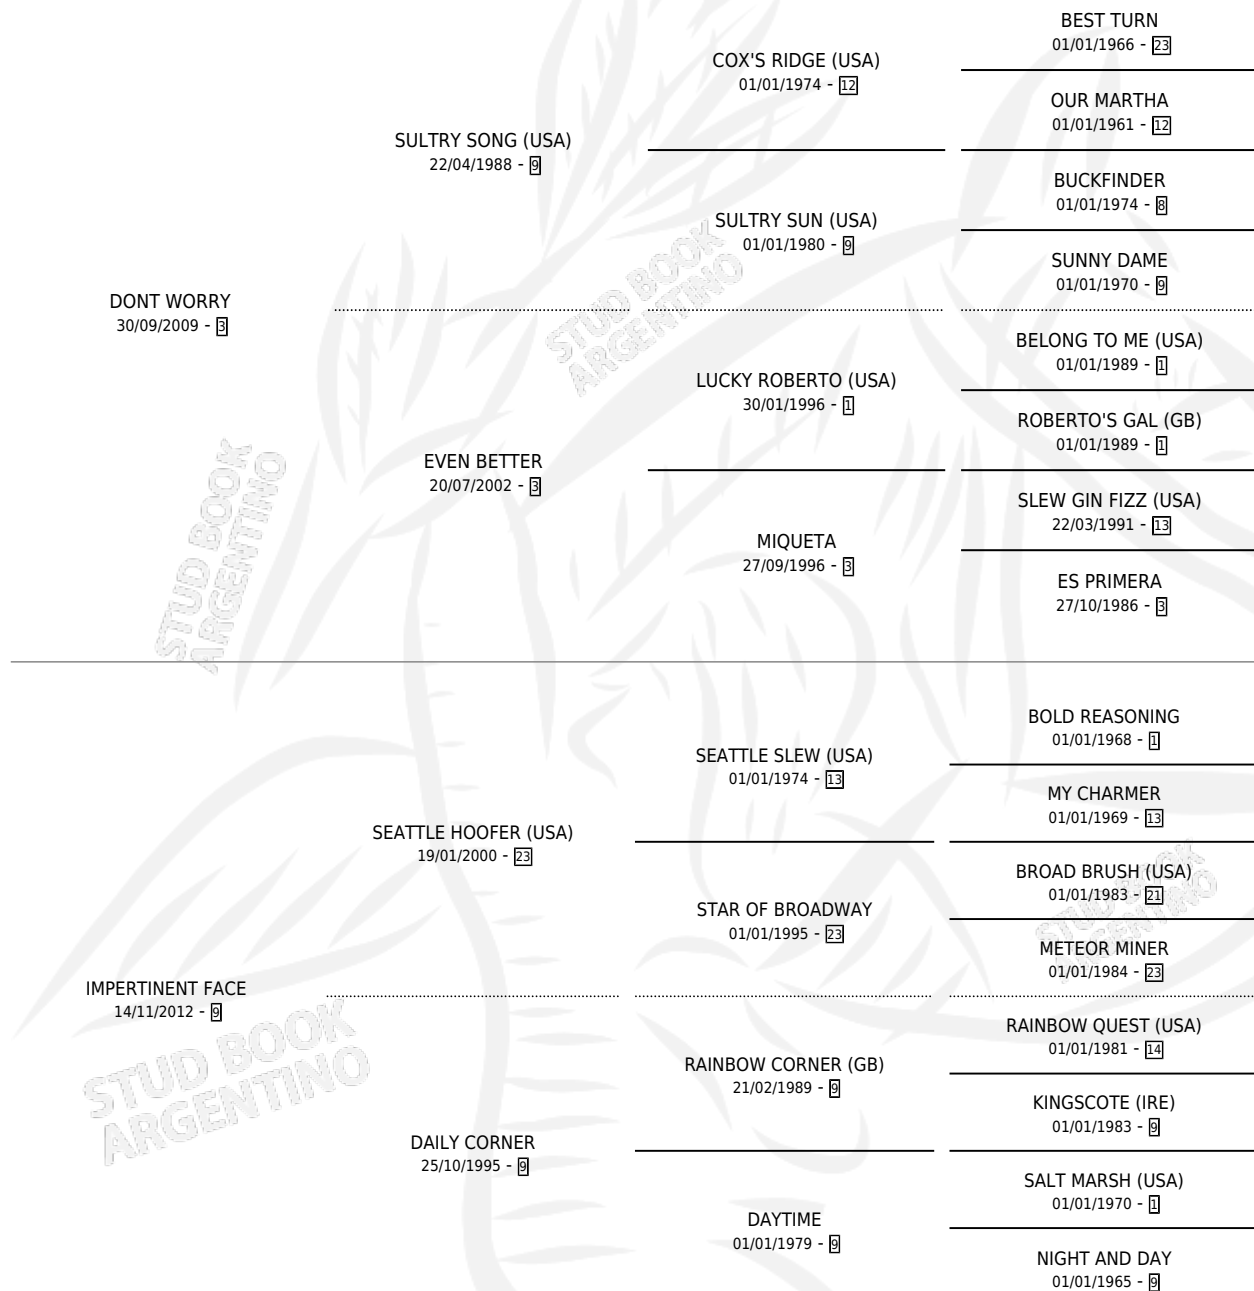 BEST TURN
01/01/1966 - 23
COX'S RIDGE (USA)
01/01/1974 - 12
OUR MARTHA
01/01/1961 - 12
SULTRY SONG (USA)
22/04/1988 - 9
BUCKFINDER
01/01/1974 - 8
SULTRY SUN (USA)
01/01/1980 - 9
SUNNY DAME
01/01/1970 - 9
DONT WORRY
30/09/2009 - 3
BELONG TO ME (USA)
01/01/1989 - 1
LUCKY ROBERTO (USA)
30/01/1996 - 1
ROBERTO'S GAL (GB)
01/01/1989 - 1
EVEN BETTER
20/07/2002 - 3
SLEW GIN FIZZ (USA)
22/03/1991 - 13
MIQUETA
27/09/1996 - 3
ES PRIMERA
27/10/1986 - 3
BOLD REASONING
01/01/1968 - 1
SEATTLE SLEW (USA)
01/01/1974 - 13
MY CHARMER
01/01/1969 - 13
SEATTLE HOOFER (USA)
19/01/2000 - 23
BROAD BRUSH (USA)
01/01/1983 - 21
STAR OF BROADWAY
01/01/1995 - 23
METEOR MINER
01/01/1984 - 23
IMPERTINENT FACE
14/11/2012 - 9
RAINBOW QUEST (USA)
01/01/1981 - 14
RAINBOW CORNER (GB)
21/02/1989 - 9
KINGSCOTE (IRE)
01/01/1983 - 9
DAILY CORNER
25/10/1995 - 9
SALT MARSH (USA)
01/01/1970 - 1
DAYTIME
01/01/1979 - 9
NIGHT AND DAY
01/01/1965 - 9
STUD BOOK
ARGENTINO
STUD BOOK
ARGENTINO
STUD BOOK
ARGENTINO
STUD BOOK
ARGENTINO